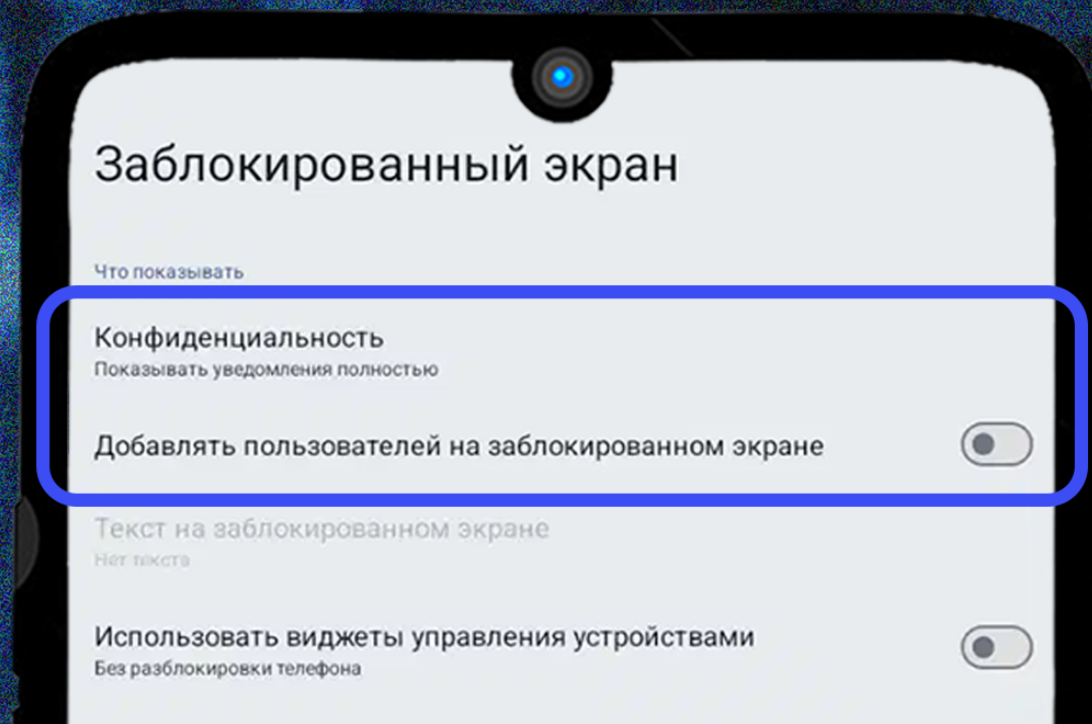 Заблокированный экран
Что показывать
Конфиденциальность
Показывать уведомления полностью
Добавлять пользователей на заблокированном экране
Текст на заблокированном экране
Нет текста
Использовать виджеты управления устройствами
Без разблокировки телефона